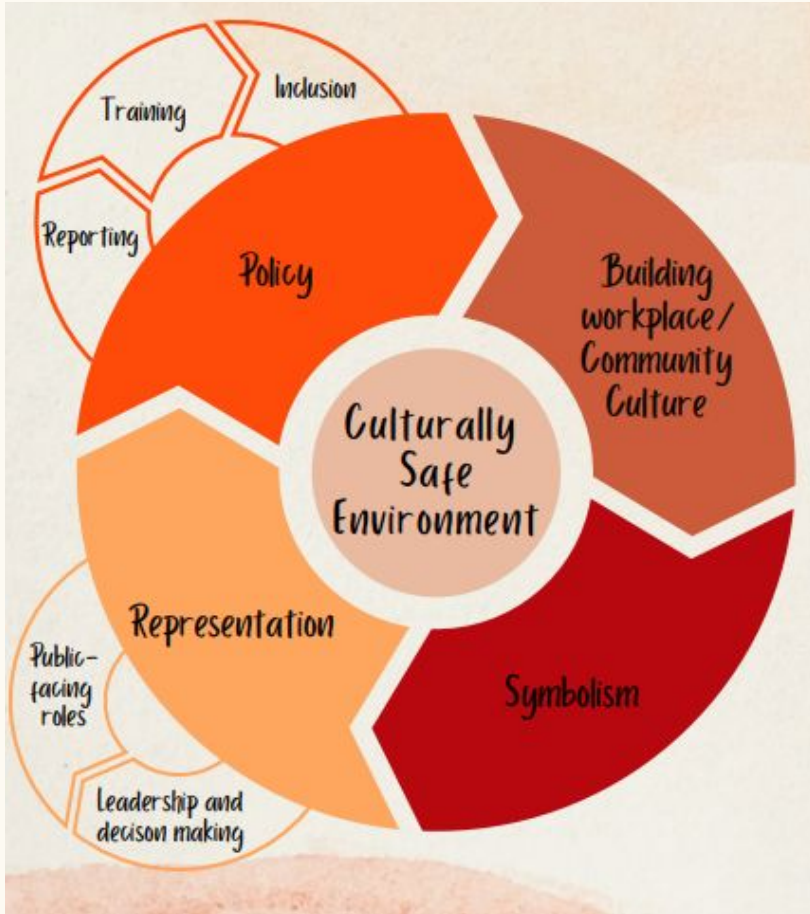 Inclusion
Training
Reporting
Policy
Building
workplace/
Community
Culture
Culturally
Safe
Environment
Representation
Symbolism
Public-
facing
roles
Leadership and
decison making